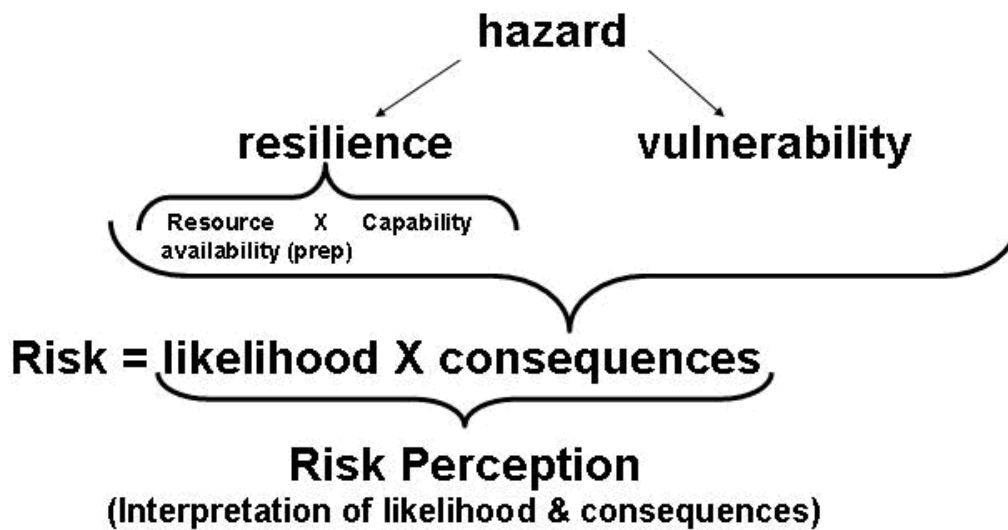 hazard
resilience vulnerability
Resource X Capability
availability (prep)
Risk = likelihood X consequences
Risk Perception
(Interpretation of likelihood & consequences)